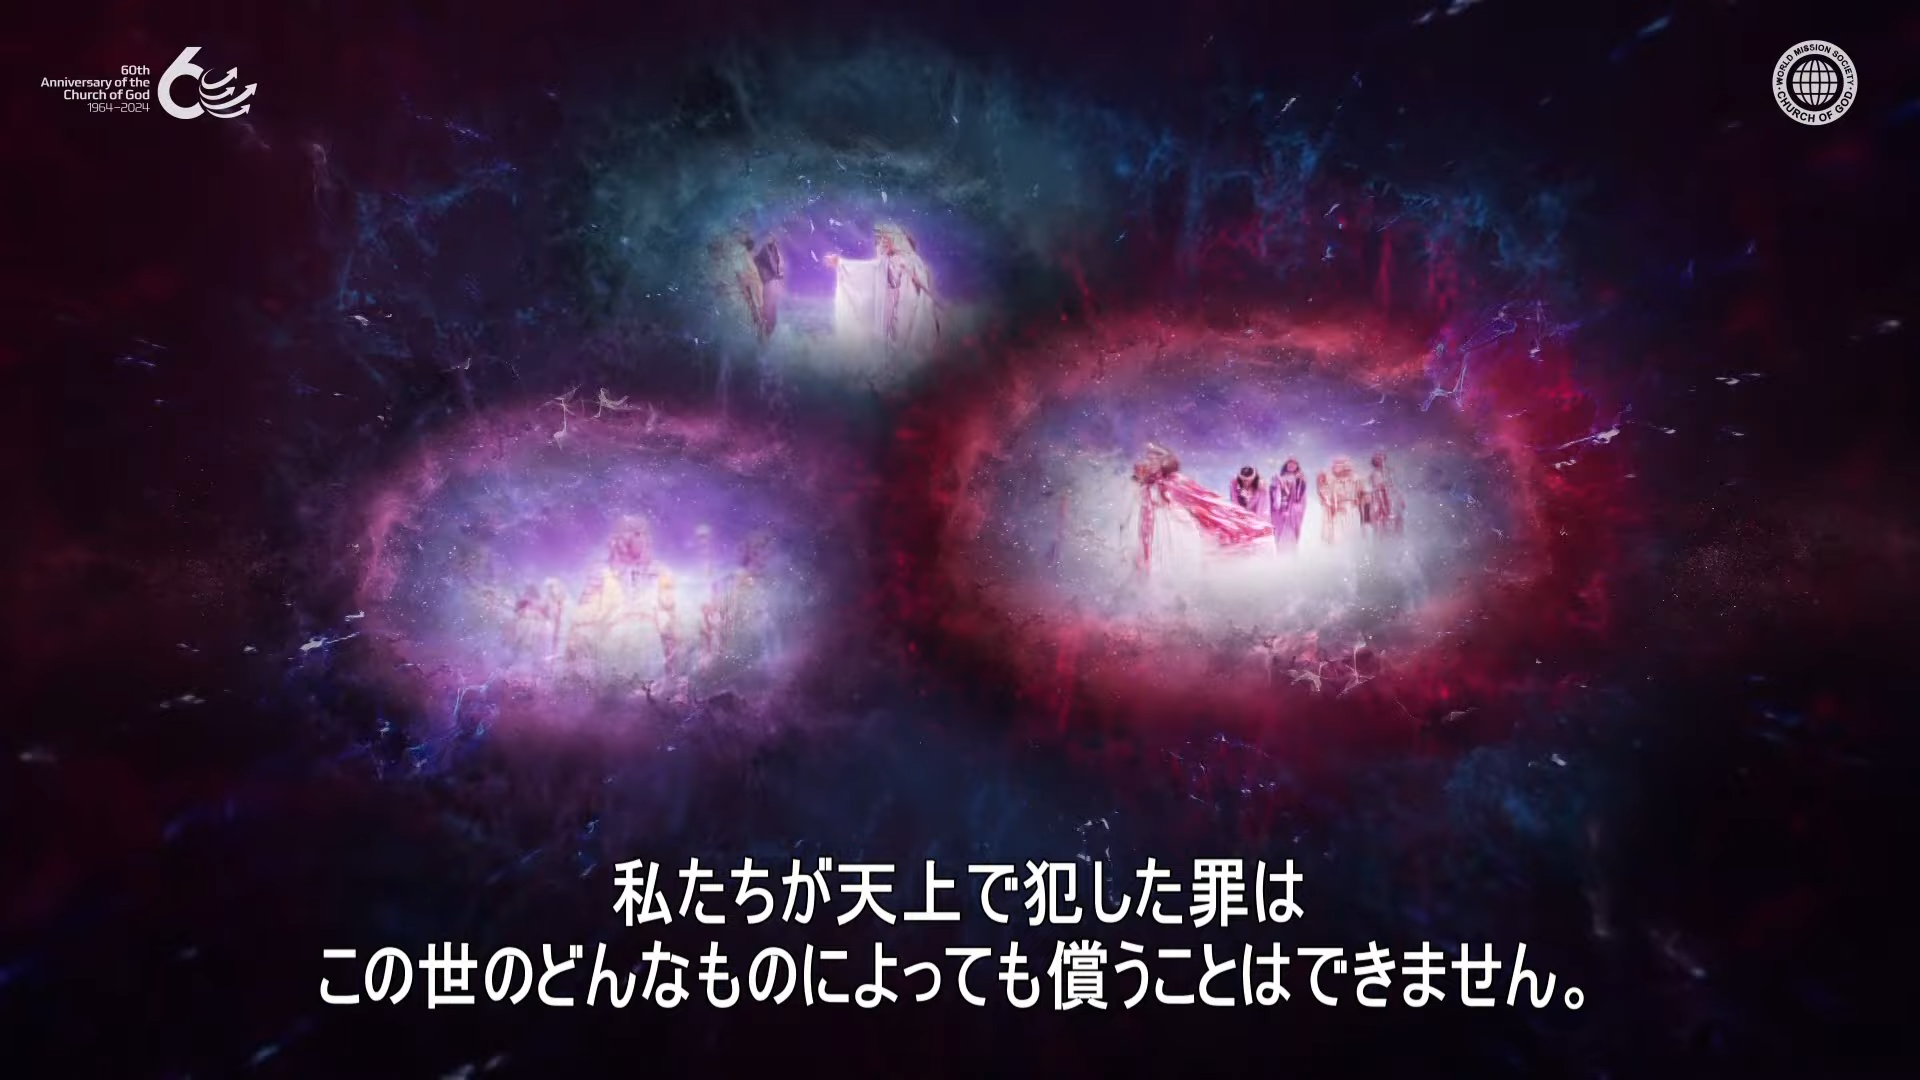 60th
Anniversary of the
Church of God
1964–2024
WORLD MISSION SOCIETY
CHURCH OF GOD
私たちが天上で犯した罪は
この世のどんなものによっても償うことはできません。